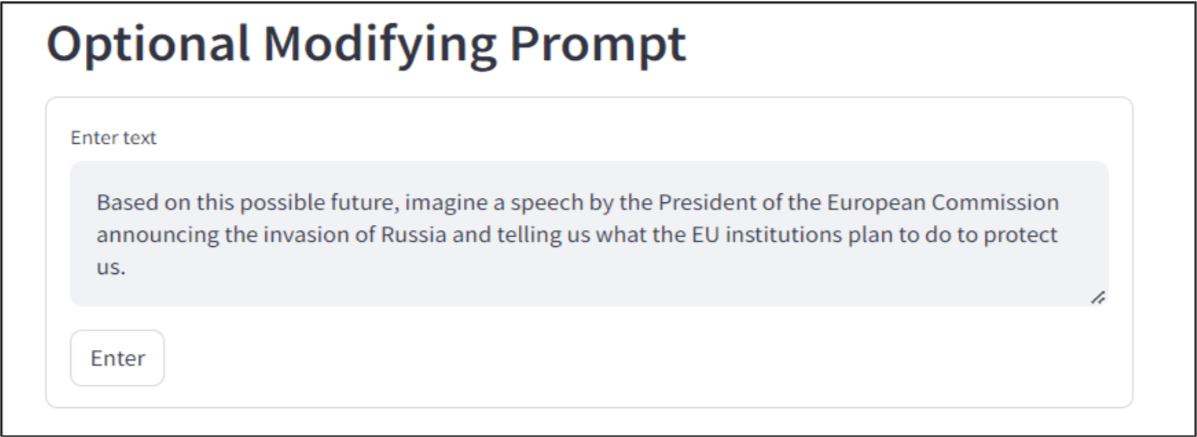 Optional Modifying Prompt
Enter text
Based on this possible future, imagine a speech by the President of the European Commission
announcing the invasion of Russia and telling us what the EU institutions plan to do to protect
us.
Enter